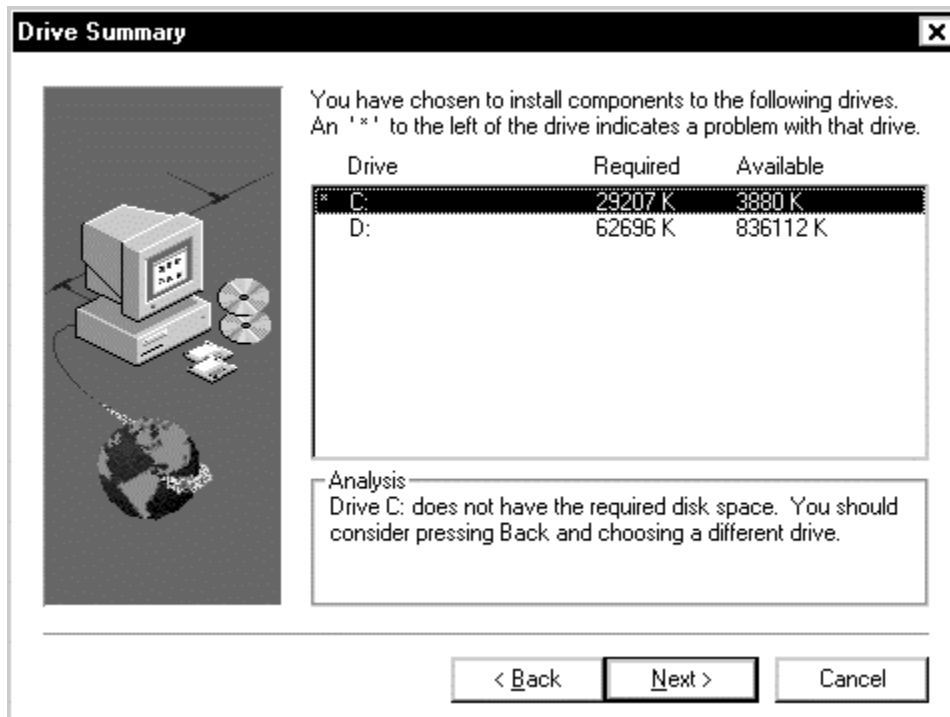 Drive Summary
You have chosen to install components to the following drives.
An '*' to the left of the drive indicates a problem with that drive.
Drive Required Available
* C: 29207 K 3880 K
D: 62696 K 836112 K
Analysis
Drive C: does not have the required disk space. You should
consider pressing Back and choosing a different drive.
< Back Next > Cancel